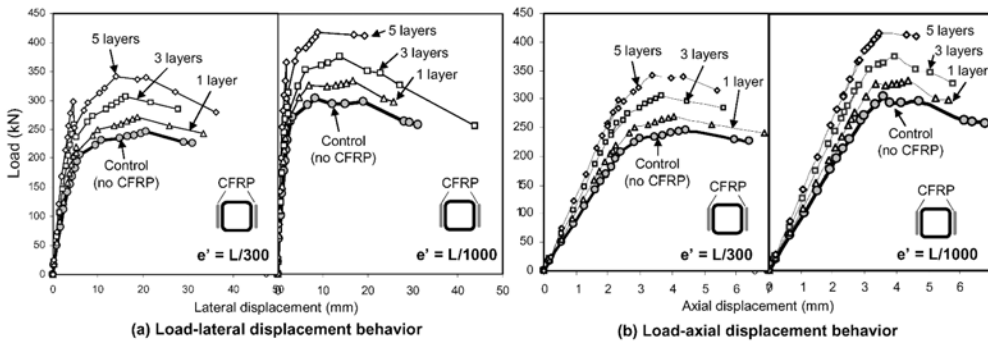 450
400
350
300
250
200
150
100
50
0
Load (kN)
5 layers
3 layers
1 layer
Control
(no CFRP)
CFRP
e' = L/300
0 10 20 30 40
5 layers
3 layers
1 layer
Control
(no CFRP)
CFRP
e' = L/1000
0 10 20 30 40 50
Lateral displacement (mm)
(a) Load-lateral displacement behavior
450
400
350
300
250
200
150
100
50
0
5 layers
3 layers
1 layer
Control
(no CFRP)
CFRP
e' = L/300
0 1 2 3 4 5 6
5 layers
3 layers
1 layer
Control
(no CFRP)
CFRP
e' = L/1000
1 2 3 4 5 6
Axial displacement (mm)
(b) Load-axial displacement behavior